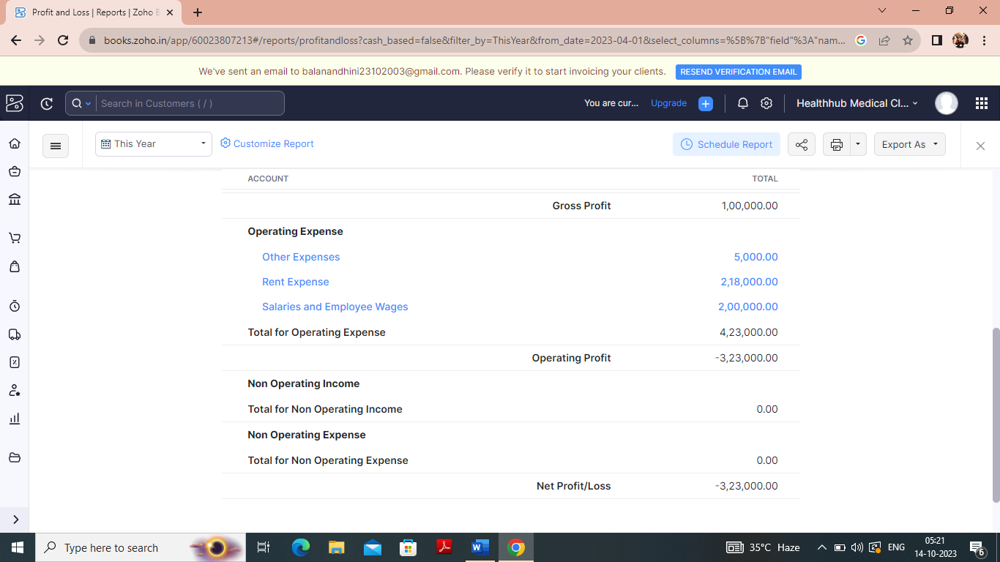 Profit and Loss | Reports | Zoho B
books.zoho.in/app/60023807213#/reports/profitandloss?cash_based=false&filter_by=ThisYear&from_date=2023-04-01&select_columns=%5B%7B"field"%3A"nam...
We've sent an email to balanandhini23102003@gmail.com. Please verify it to start invoicing your clients. RESEND VERIFICATION EMAIL
Search in Customers ( / ) You are cur... Upgrade Healthhub Medical Cl...
This Year Customize Report Schedule Report Export As
ACCOUNT TOTAL
Gross Profit 1,00,000.00
Operating Expense
Other Expenses 5,000.00
Rent Expense 2,18,000.00
Salaries and Employee Wages 2,00,000.00
Total for Operating Expense 4,23,000.00
Operating Profit -3,23,000.00
Non Operating Income
Total for Non Operating Income 0.00
Non Operating Expense
Total for Non Operating Expense 0.00
Net Profit/Loss -3,23,000.00
Type here to search 35°C Haze ENG 05:21
14-10-2023 6